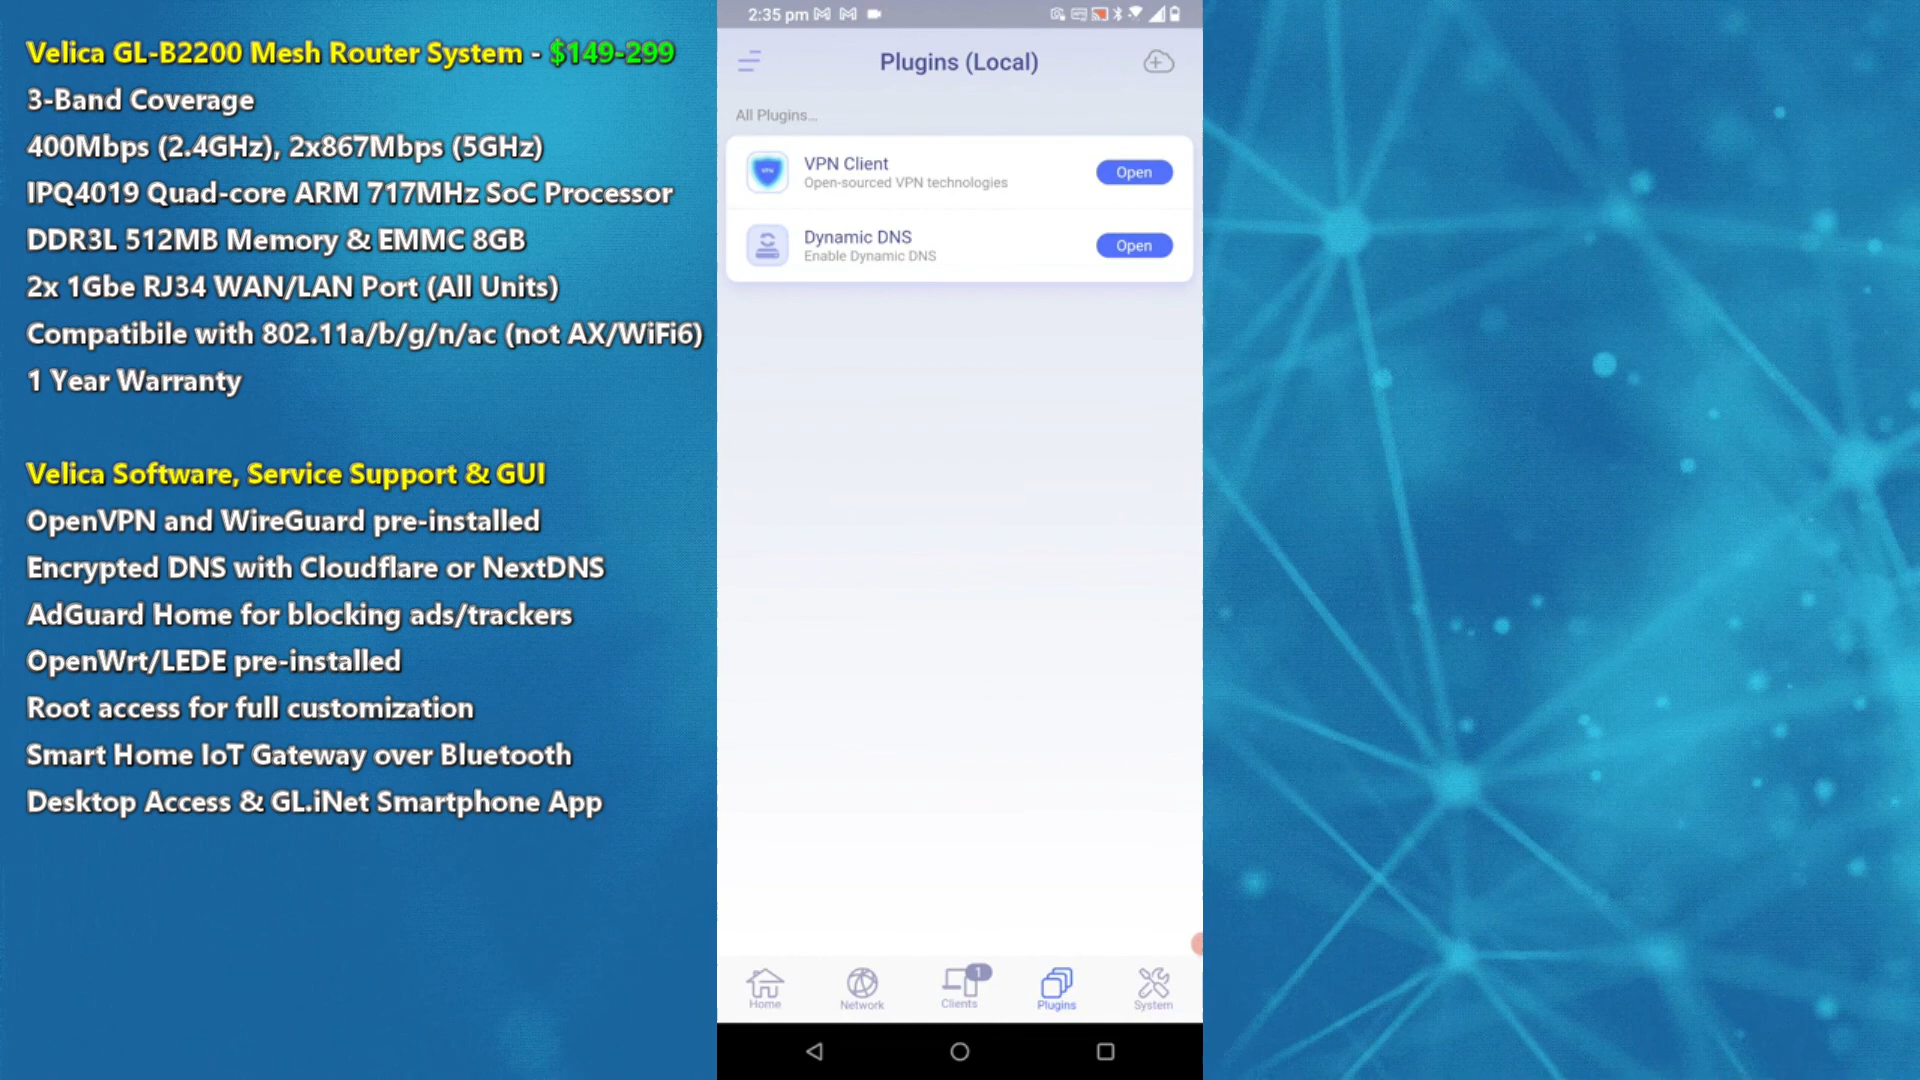 Velica GL-B2200 Mesh Router System - $149-299
3-Band Coverage
400Mbps (2.4GHz), 2x867Mbps (5GHz)
IPQ4019 Quad-core ARM 717MHz SoC Processor
DDR3L 512MB Memory & EMMC 8GB
2x 1Gbe RJ34 WAN/LAN Port (All Units)
Compatibile with 802.11a/b/g/n/ac (not AX/WiFi6)
1 Year Warranty
Velica Software, Service Support & GUI
OpenVPN and WireGuard pre-installed
Encrypted DNS with Cloudflare or NextDNS
AdGuard Home for blocking ads/trackers
OpenWrt/LEDE pre-installed
Root access for full customization
Smart Home IoT Gateway over Bluetooth
Desktop Access & GL.iNet Smartphone App
2:35 pm
Plugins (Local)
All Plugins...
VPN
VPN Client
Open-sourced VPN technologies
Open
Dynamic DNS
Enable Dynamic DNS
Open
1
Home
Network
Clients
Plugins
System